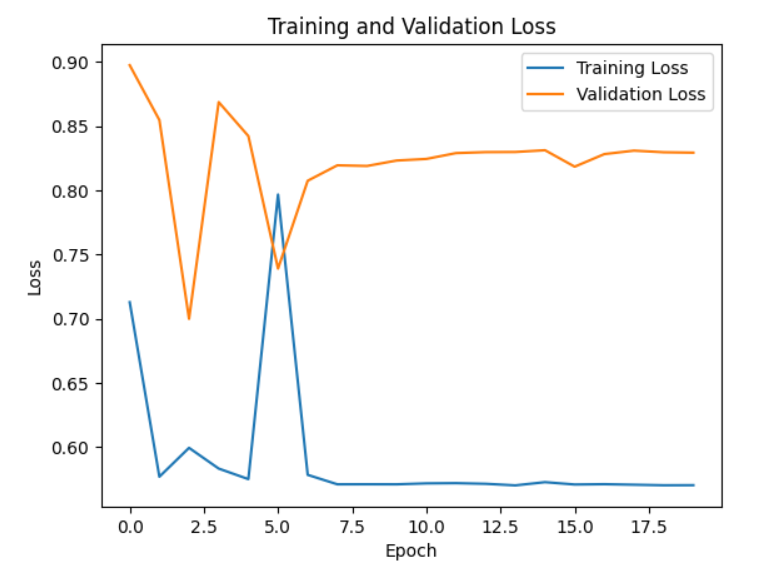 Training and Validation Loss
Training Loss
Validation Loss
0.90
0.85
0.80
0.75
0.70
0.65
0.60
Loss
0.0 2.5 5.0 7.5 10.0 12.5 15.0 17.5
Epoch